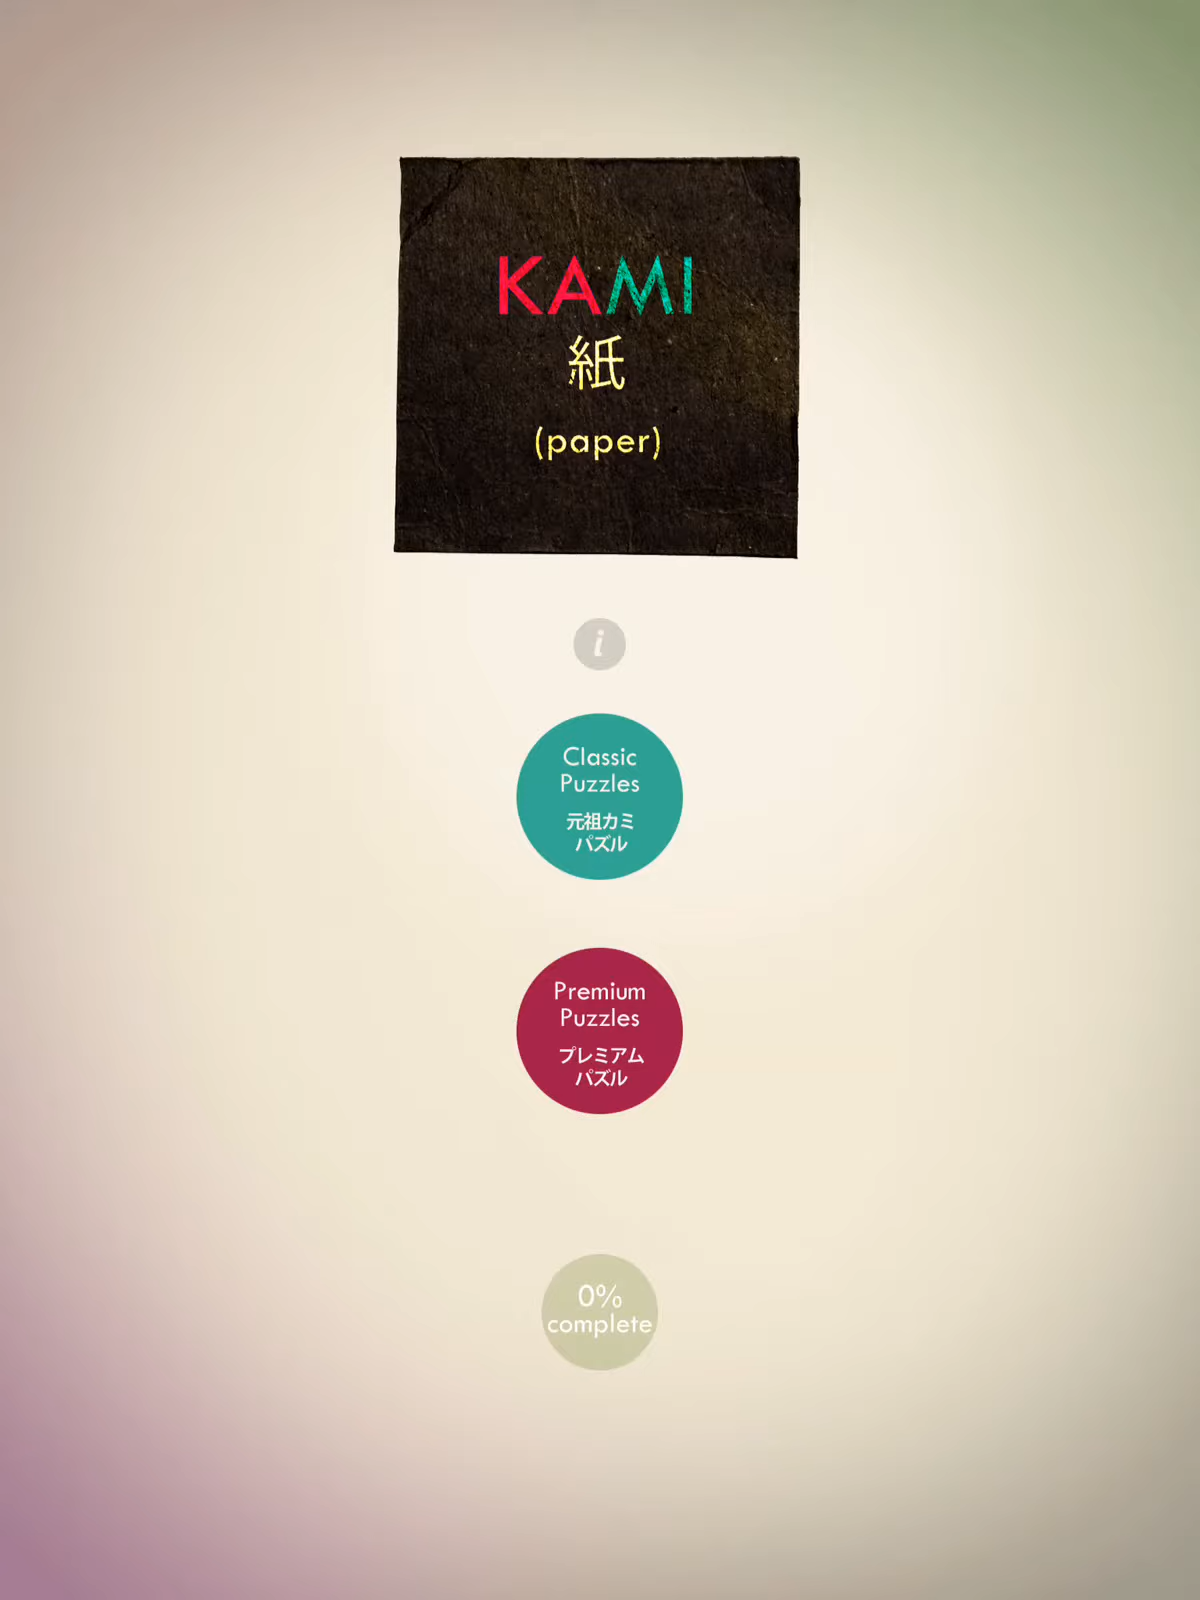 KAMI
紙
(paper)
i
Classic
Puzzles
元祖カミ
パズル
Premium
Puzzles
プレミアム
パズル
0%
complete